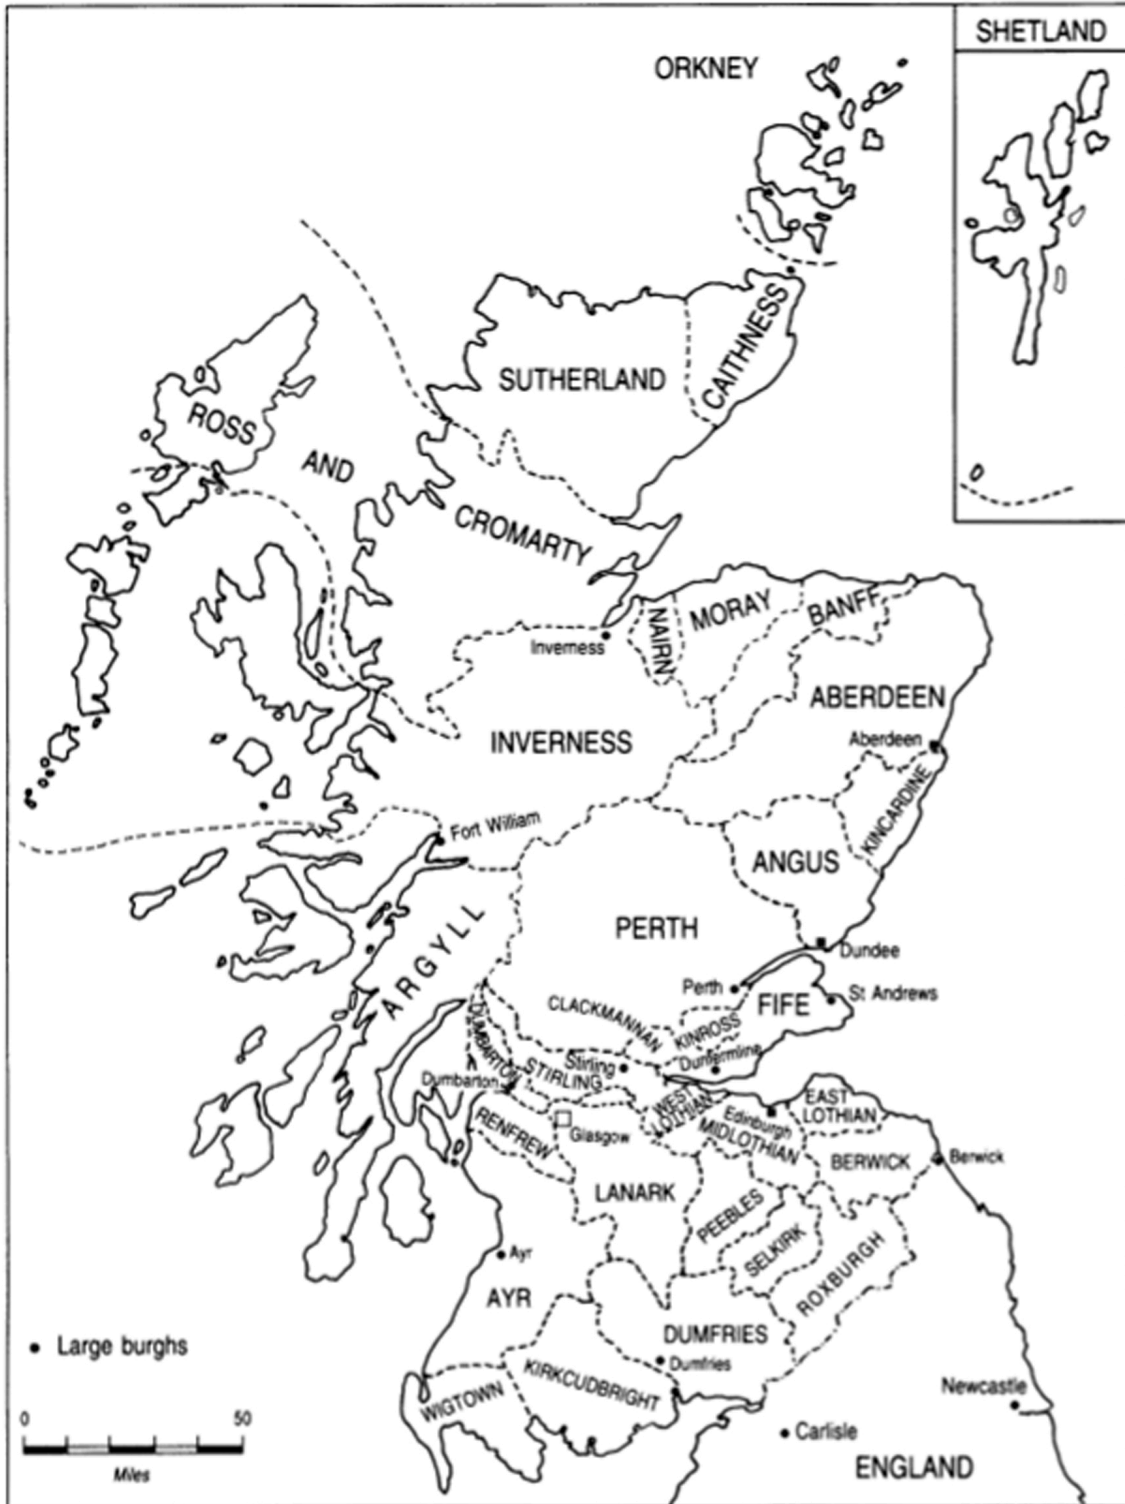 SHETLAND
ORKNEY
CAITHNESS
SUTHERLAND
ROSS
AND
CROMARTY
NAIRN
MORAY
BANFF
Inverness
ABERDEEN
INVERNESS
Aberdeen
KINCARDINE
Fort William
ANGUS
ARGYLL
PERTH
Dundee
Perth
FIFE
St Andrews
CLACKMANNAN
KINROSS
DUMBARTON
Stirling
Dunfermline
STIRLING
Dumbarton
WEST
LOTHIAN
EAST
LOTHIAN
Edinburgh
MIDLOTHIAN
RENFREW
Glasgow
BERWICK
Berwick
LANARK
PEEBLES
SELKIRK
ROXBURGH
Ayr
AYR
DUMFRIES
Large burghs
Dumfries
KIRKCUDBRIGHT
WIGTOWN
Newcastle
0 50
Miles
Carlisle
ENGLAND